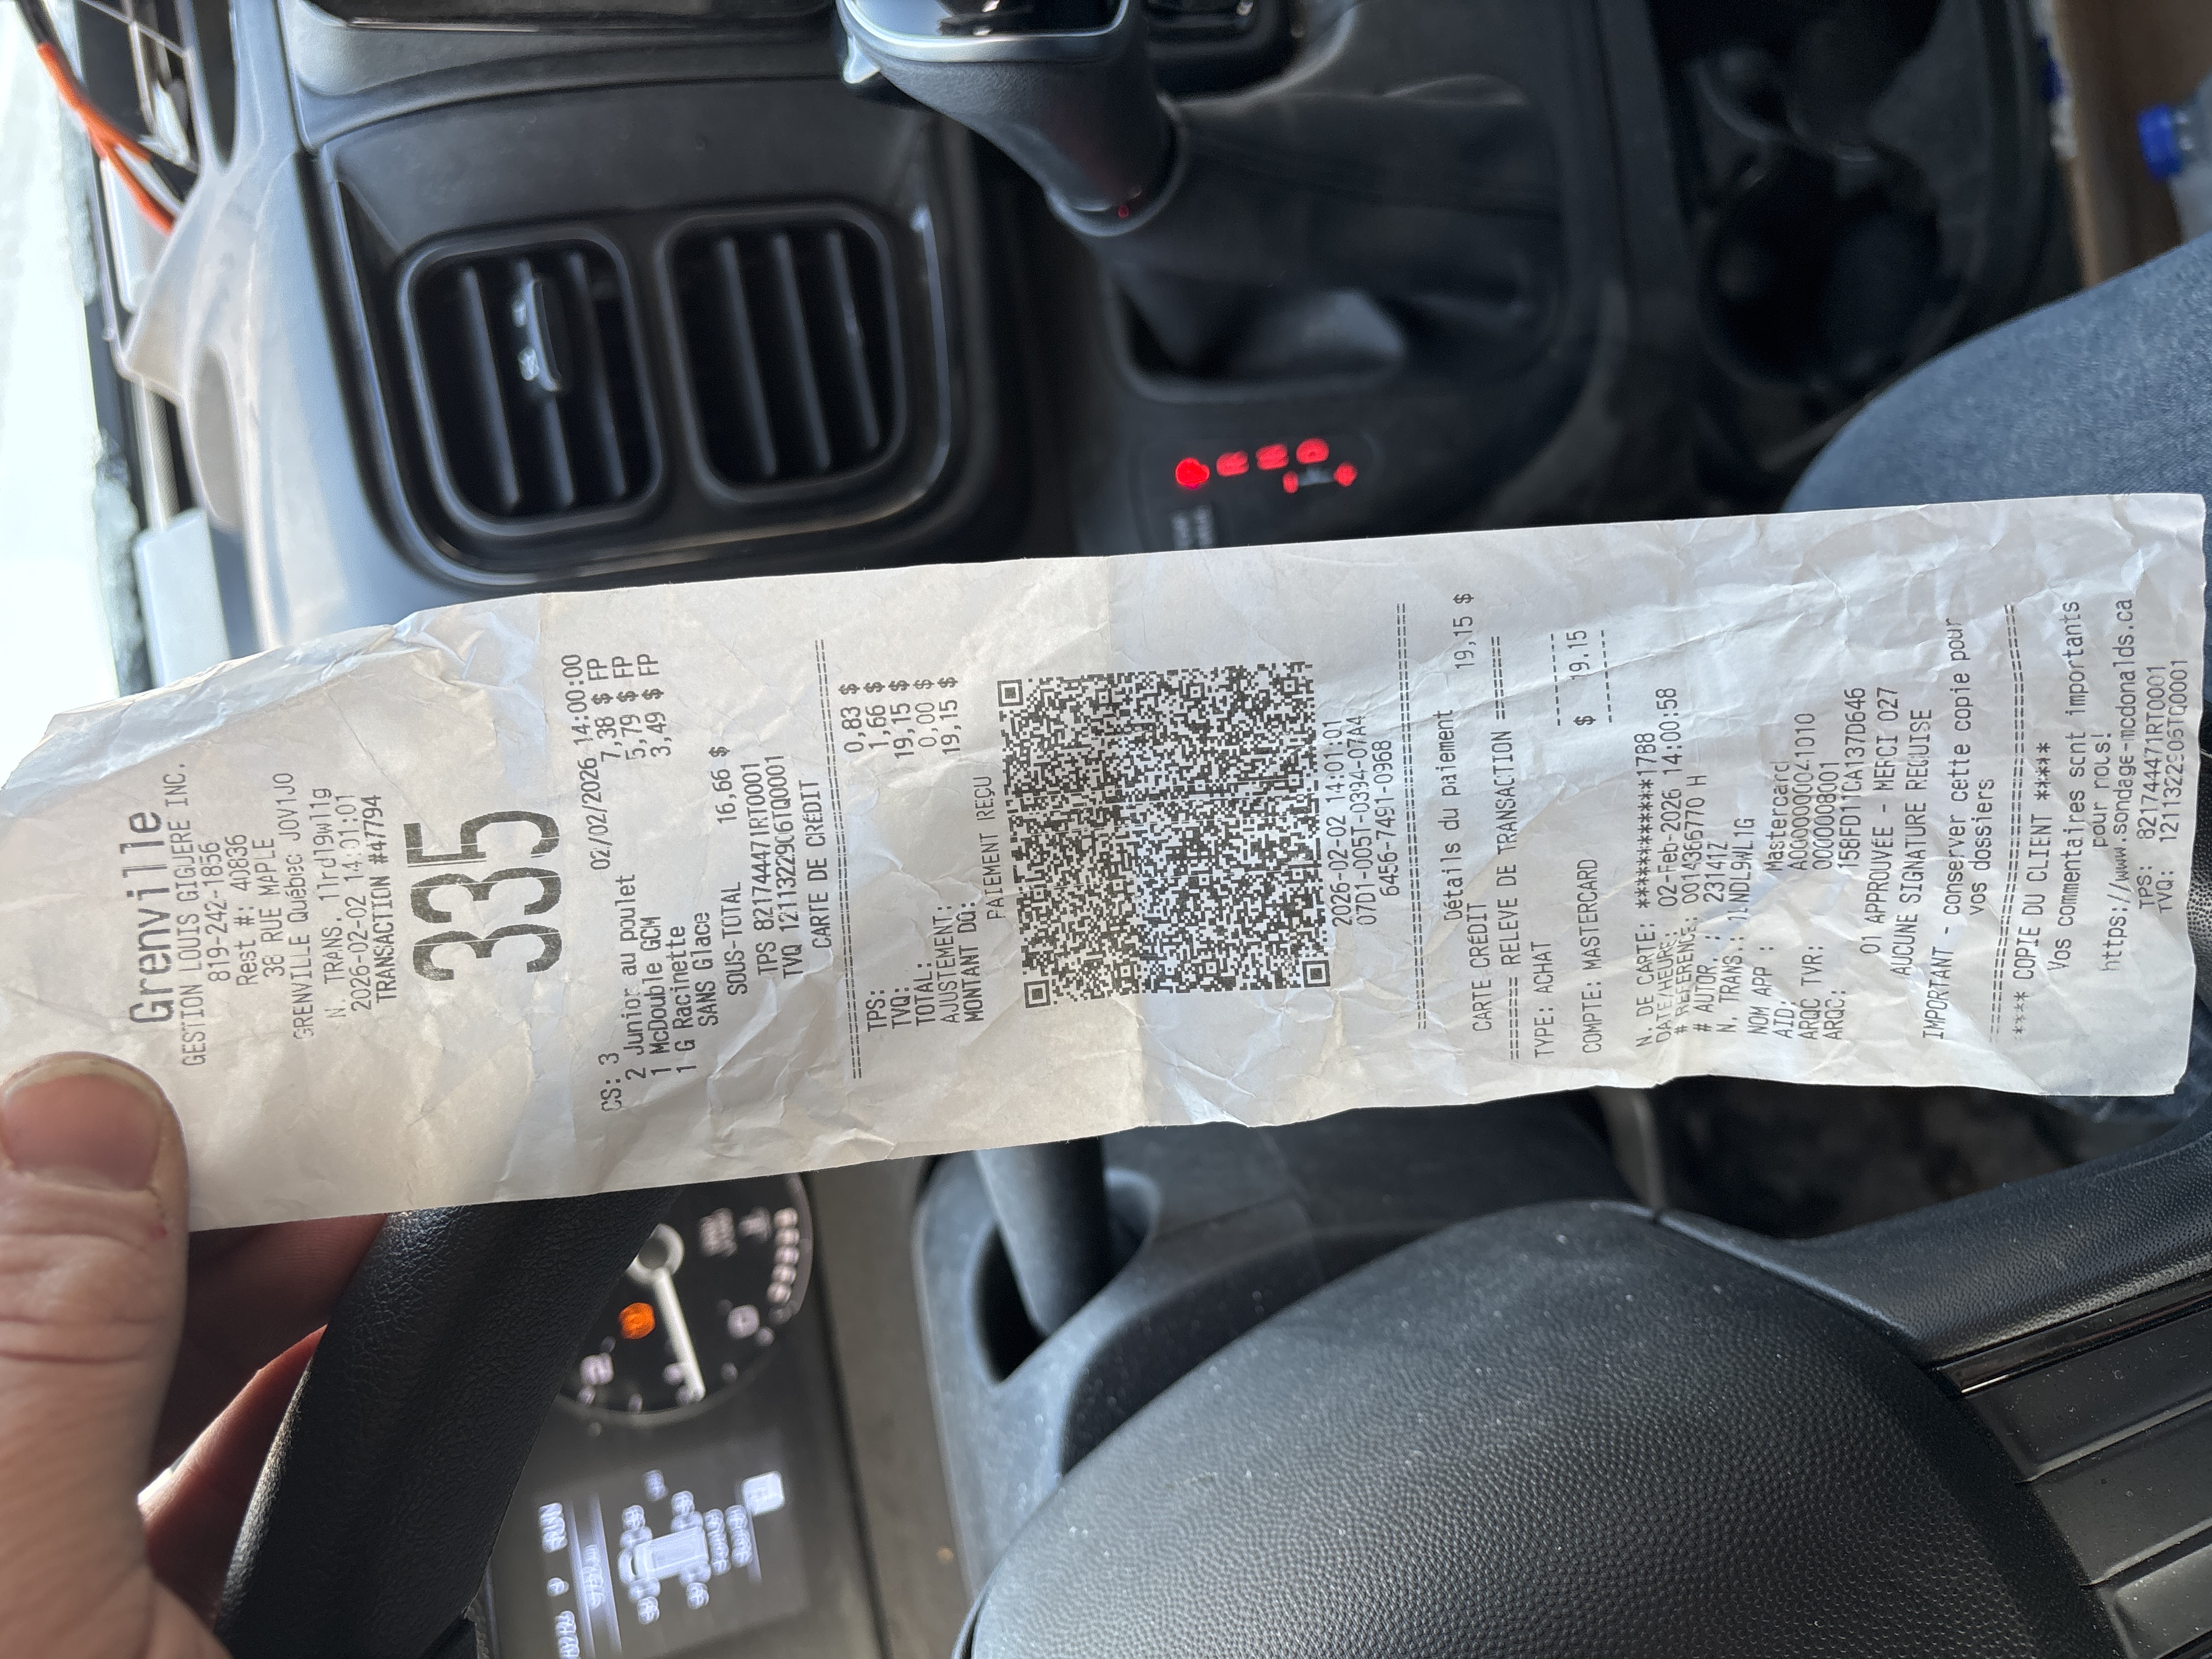 Grenville
GESTION LOUIS GIGUERE INC.
819-242-1856
Rest #: 40836
38 RUE MAPLE
GRENVILLE Québec J0V1J0
N. TRANS. 11rdl9wl1g
2026-02-02 14:01:01
TRANSACTION #47794
335
CS: 3 02/02/2026 14:00:00
2 Junior au poulet 7,38 $ FP
1 McDouble GCM 5,79 $ FP
1 G Racinette 3,49 $ FP
SANS Glace
SOUS-TOTAL 16,66 $
TPS 821744471RT0001
TVQ 1211322906TQ0001
CARTE DE CRÉDIT
TPS: 0,83 $
TVQ: 1,66 $
TOTAL: 19,15 $
AJUSTEMENT: 0,00 $
MONTANT DÛ: 19,15 $
PAIEMENT REÇU
2026-02-02 14:01:01
07D1-005T-0394-07A4
6456-7491-0968
Détails du paiement
CARTE CRÉDIT 19,15 $
====== RELEVE DE TRANSACTION ======
TYPE: ACHAT
COMPTE: MASTERCARD $ 19.15
N. DE CARTE: ************1788
DATE/HEURE: 02-Feb-2026 14:00:58
# REFERENCE: 0014366770 H
# AUTOR.: 23141Z
N. TRANS.:
NOM APP : Mastercard
AID: A0000000041010
ARQC TVR: 0000008001
ARQC: 158FD11CA137D646
01 APPROUVÉE - MERCI 027
AUCUNE SIGNATURE REQUISE
IMPORTANT - conserver cette copie pour
vos dossiers
**** COPIE DU CLIENT ****
Vos commentaires sont importants
pour nous!
https://www.sondage-mcdonalds.ca
TPS: 821744471RT0001
TVQ: 1211322906TQ0001